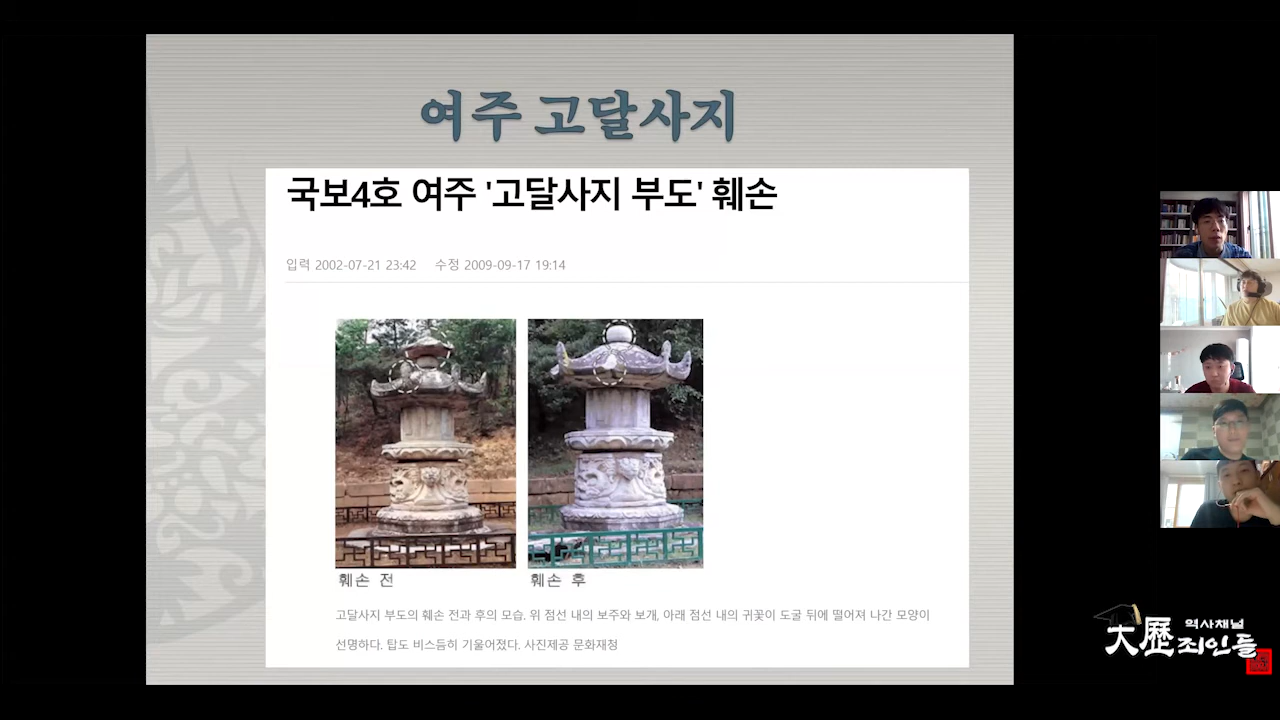 여주 고달사지
국보4호 여주 '고달사지 부도' 훼손
입력 2002-07-21 23:42 수정 2009-09-17 19:14
훼손 전
훼손 후
고달사지 부도의 훼손 전과 후의 모습. 위 점선 내의 보주와 보개, 아래 점선 내의 귀꽃이 도굴 뒤에 떨어져 나간 모양이
선명하다. 탑도 비스듬히 기울어졌다. 사진제공 문화재청
역사채널
大歷죄인들